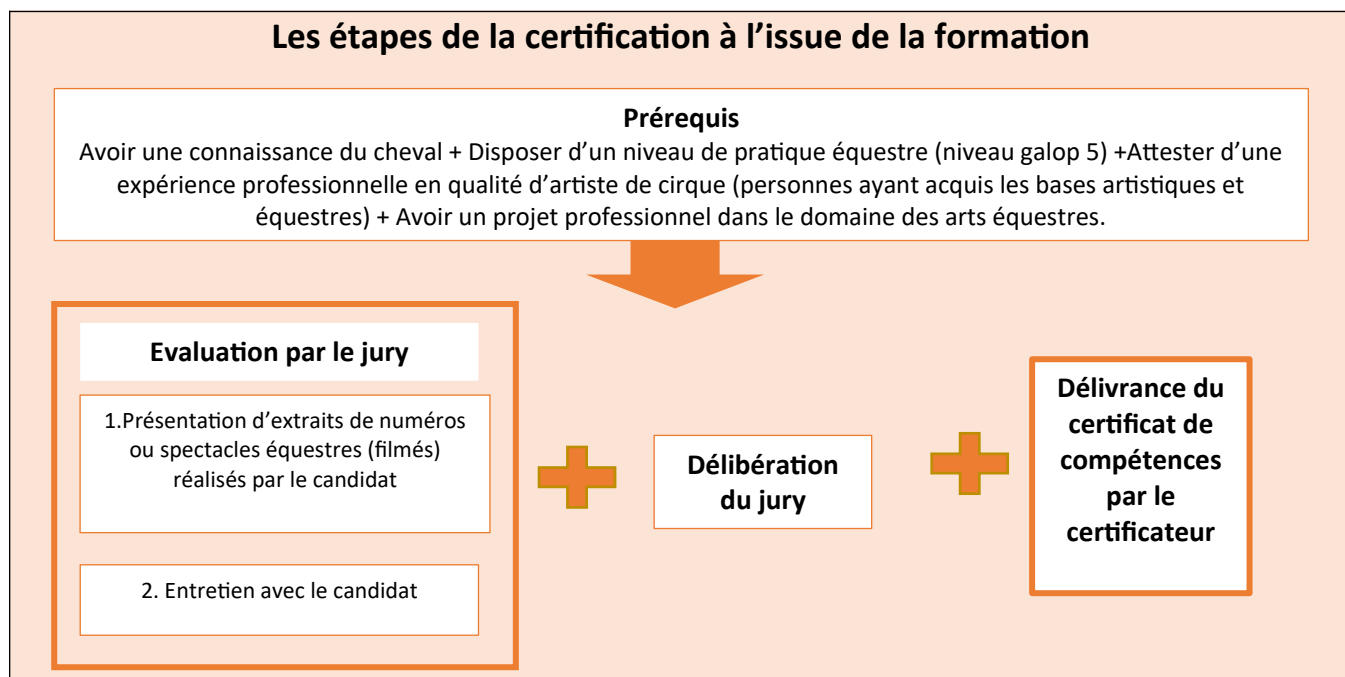 Les étapes de la certification à l’issue de la formation
Prérequis
Avoir une connaissance du cheval + Disposer d’un niveau de pratique équestre (niveau galop 5) +Attester d’une
expérience professionnelle en qualité d’artiste de cirque (personnes ayant acquis les bases artistiques et
équestres) + Avoir un projet professionnel dans le domaine des arts équestres.
Evaluation par le jury
1.Présentation d’extraits de numéros
ou spectacles équestres (filmés)
réalisés par le candidat
2. Entretien avec le candidat
Délibération
du jury
Délivrance du
certificat de
compétences
par le
certificateur